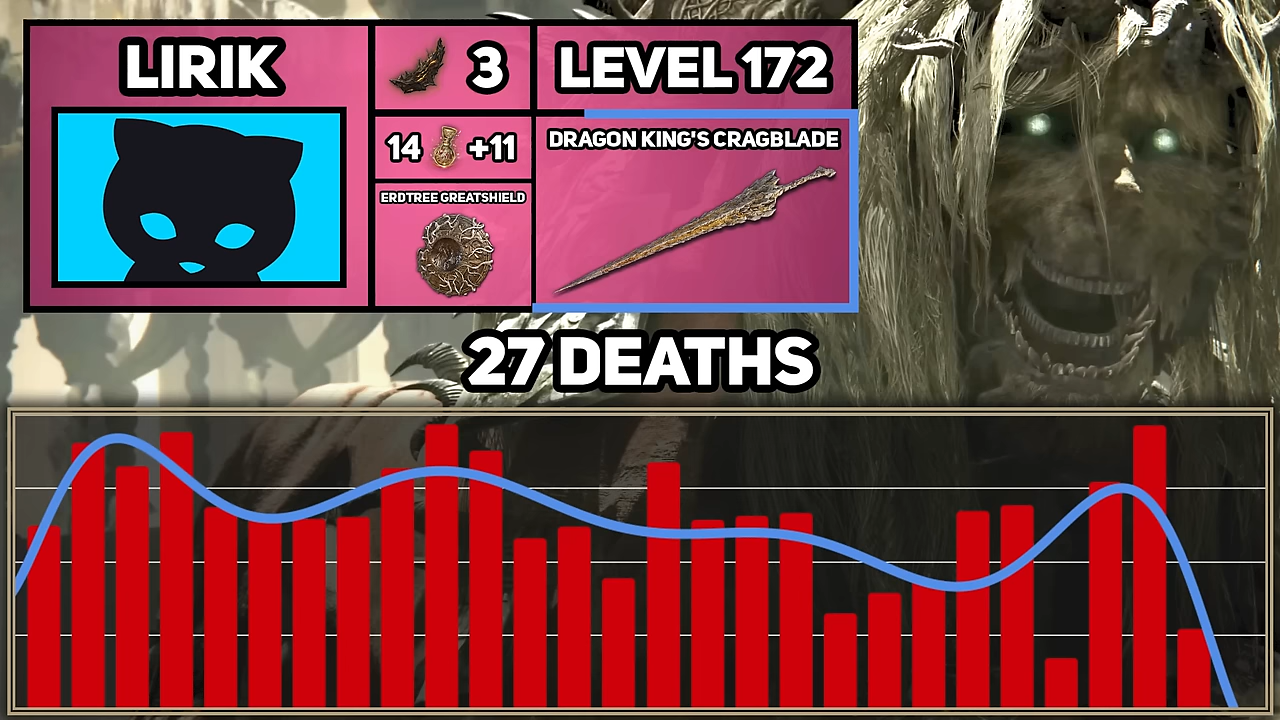 LIRIK
3
LEVEL 172
14 +11
DRAGON KING'S CRAGBLADE
ERDTREE GREATSHIELD
27 DEATHS